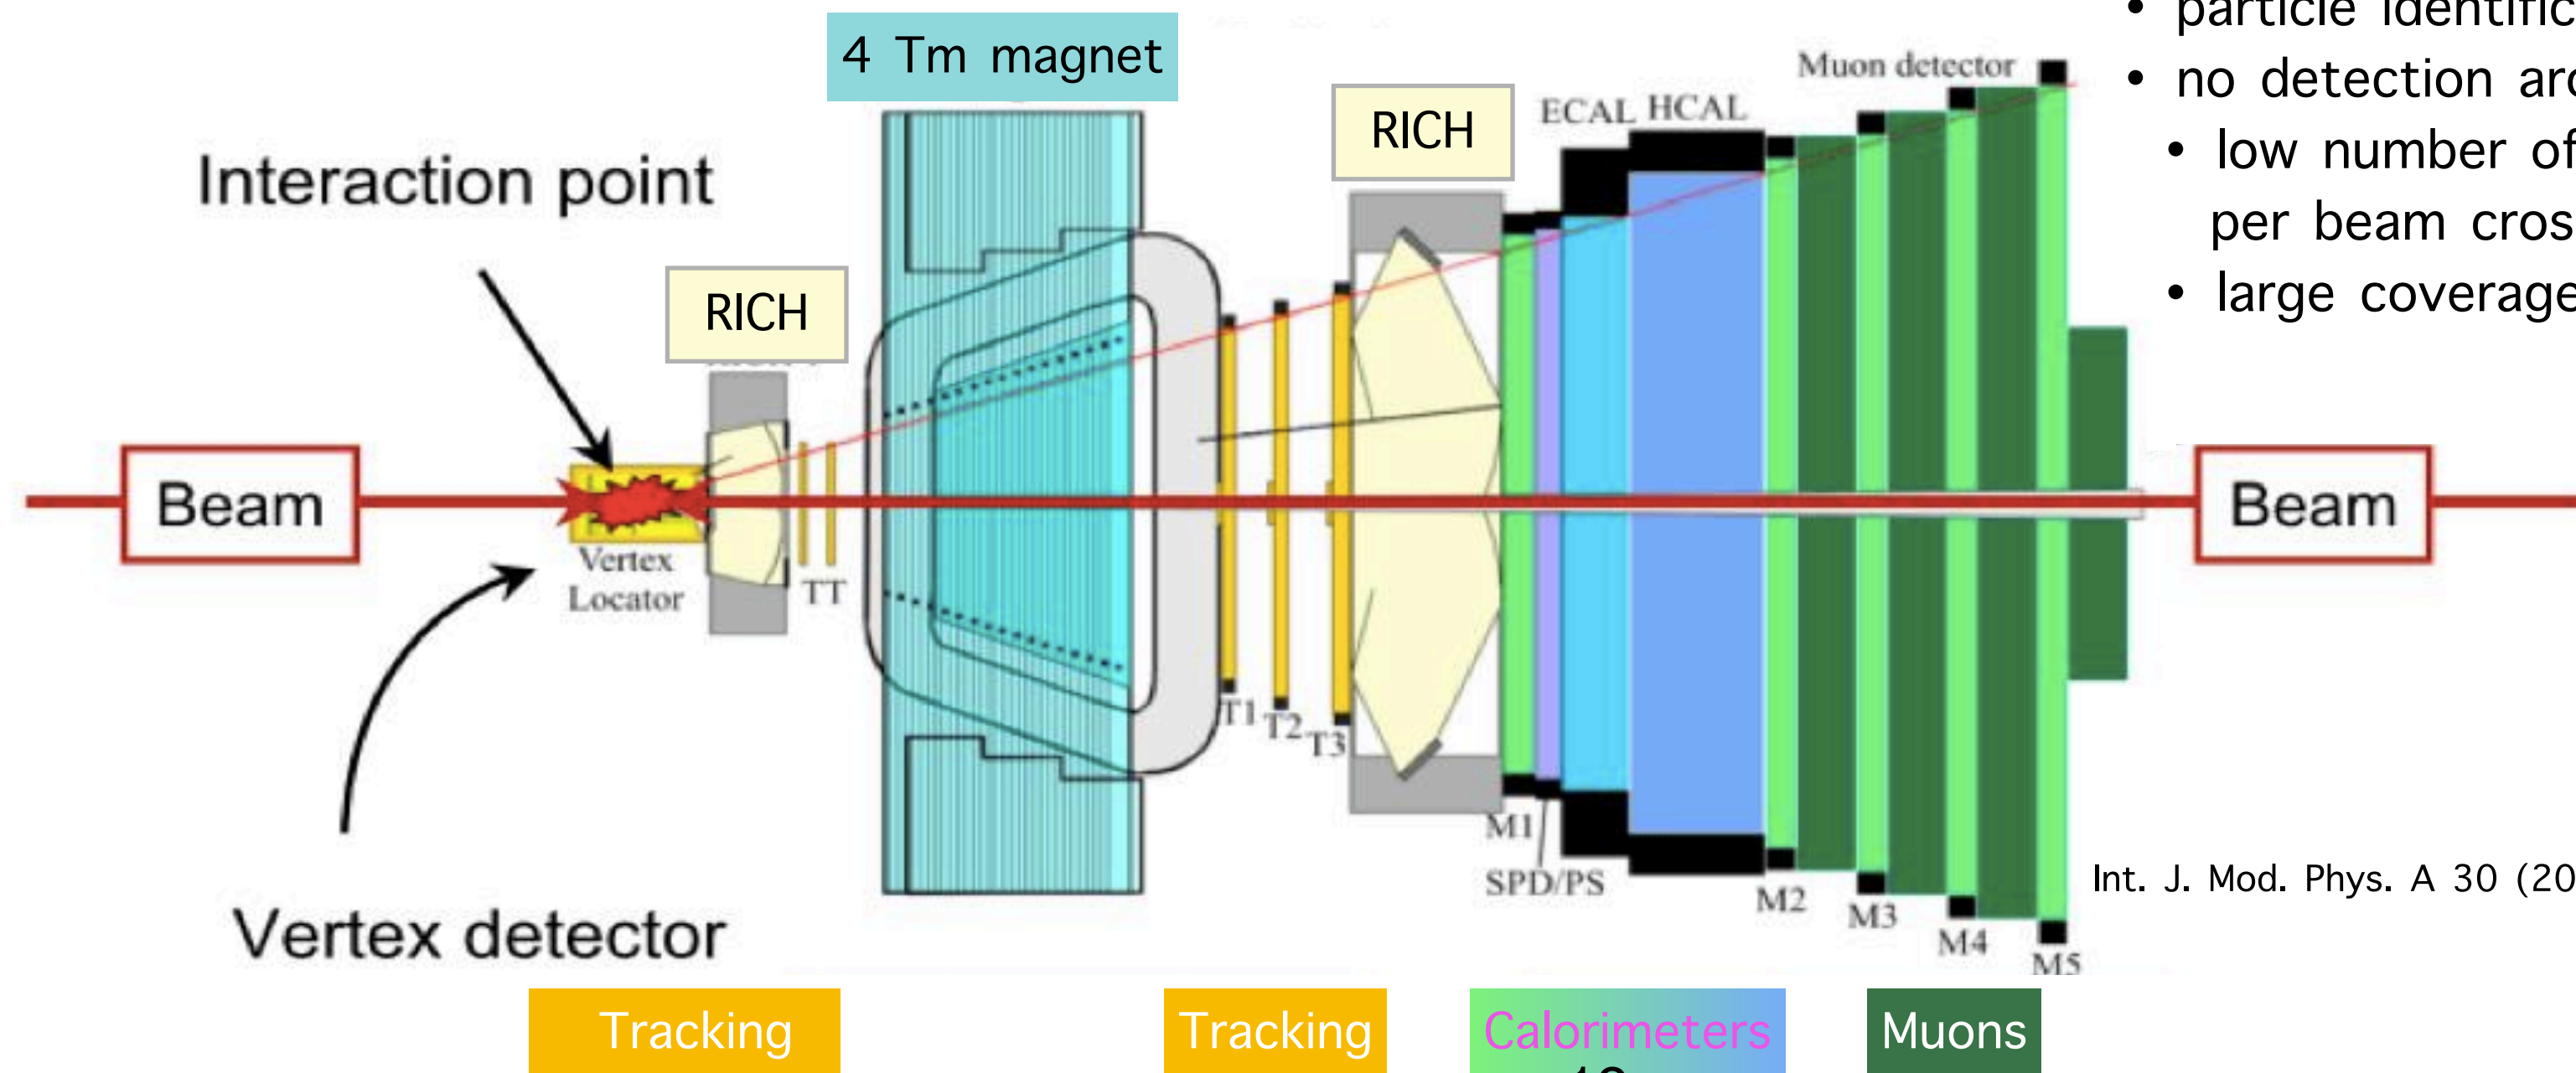 4 Tm magnet
• particle identific
• no detection arc
• low number of
per beam cros
• large coverage
Muon detector
RICH
ECAL HCAL
Interaction point
RICH
Beam
Beam
Vertex
Locator
TT
T1
T2
T3
M1
SPD/PS
M2
M3
M4
M5
Int. J. Mod. Phys. A 30 (20
Vertex detector
Tracking
Tracking
Calorimeters
Muons